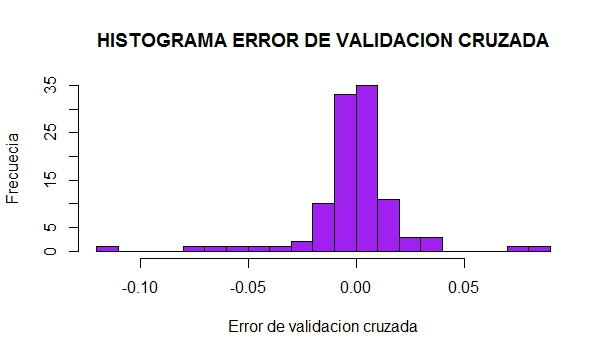 HISTOGRAMA ERROR DE VALIDACION CRUZADA
Frecuecia
35
25
15
5
0
-0.10 -0.05 0.00 0.05
Error de validacion cruzada